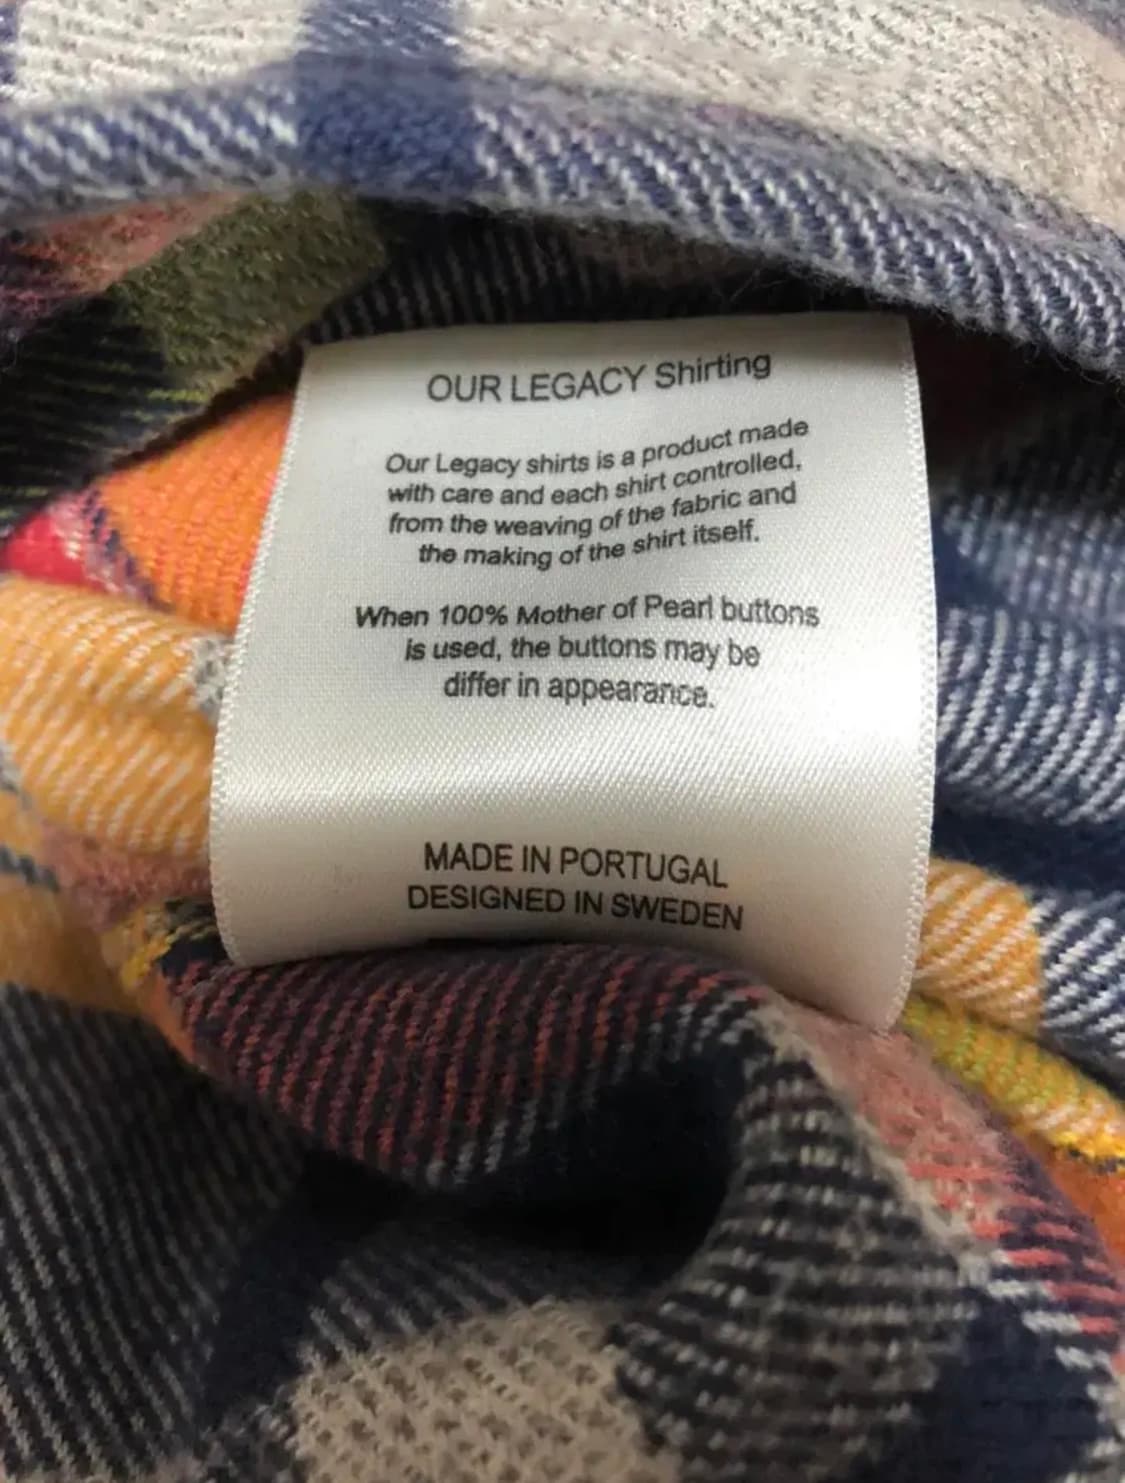 OUR LEGACY Shirting
Our Legacy shirts is a product made
with care and each shirt controlled,
from the weaving of the fabric and
the making of the shirt itself.
When 100% Mother of Pearl buttons
is used, the buttons may be
differ in appearance.
MADE IN PORTUGAL
DESIGNED IN SWEDEN